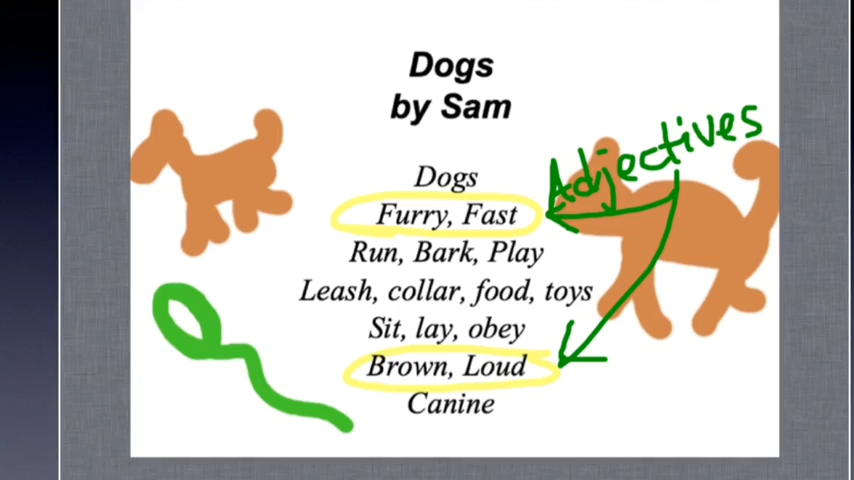 Dogs
by Sam
Dogs
Adjectives
Furry, Fast
Run, Bark, Play
Leash, collar, food, toys
Sit, lay, obey
Brown, Loud
Canine